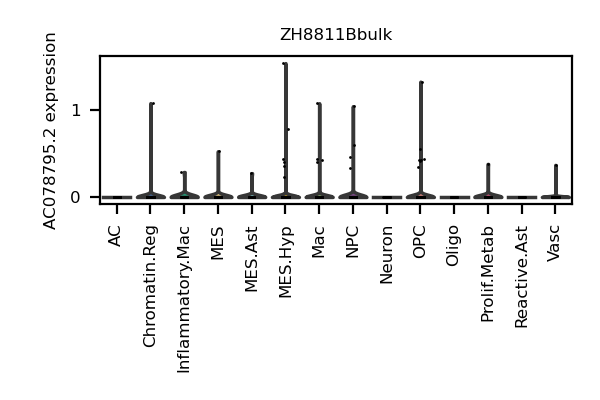 ZH8811Bbulk
AC078795.2 expression
1
0
AC
Chromatin.Reg
Inflammatory.Mac
MES
MES.Ast
MES.Hyp
Mac
NPC
Neuron
OPC
Oligo
Prolif.Metab
Reactive.Ast
Vasc